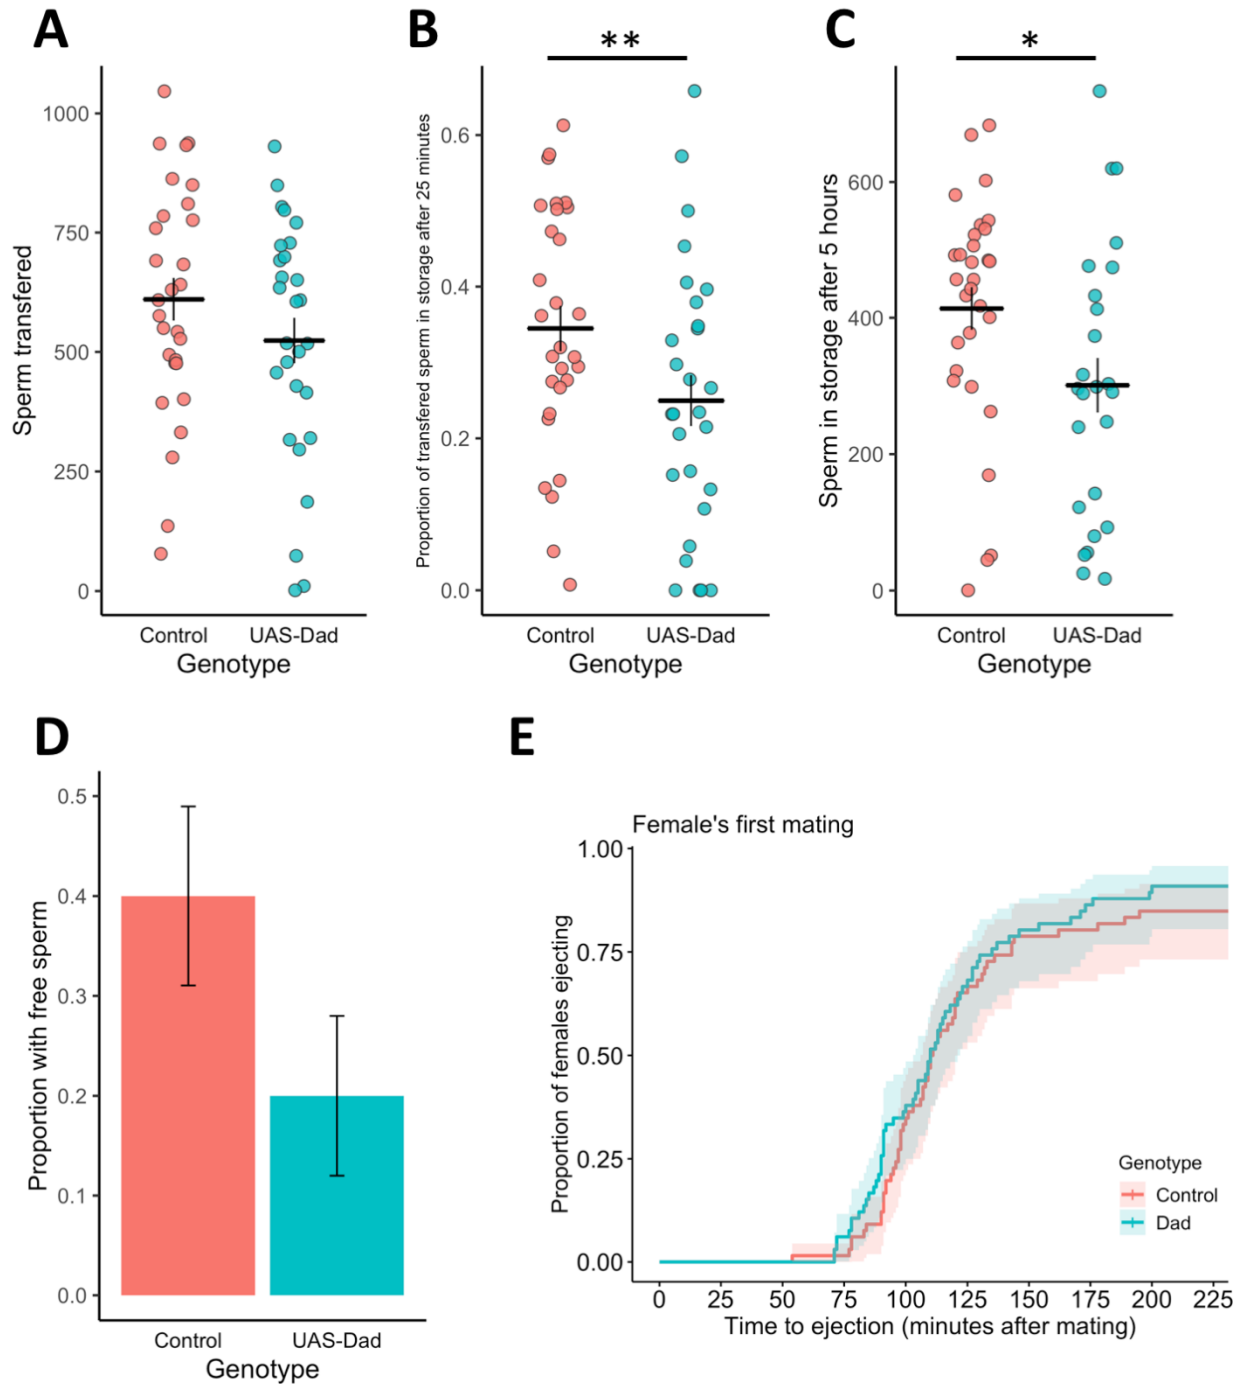 A
Sperm transfered
1000
750
500
250
0
Control
UAS-Dad
Genotype
B
**
Proportion of transfered sperm in storage after 25 minutes
0.6
0.4
0.2
0.0
Control
UAS-Dad
Genotype
C
*
Sperm in storage after 5 hours
600
400
200
0
Control
UAS-Dad
Genotype
D
Proportion with free sperm
0.5
0.4
0.3
0.2
0.1
0.0
Control
UAS-Dad
Genotype
E
Female's first mating
Proportion of females ejecting
1.00
0.75
0.50
0.25
0.00
Genotype
Control
Dad
0 25 50 75 100 125 150 175 200 225
Time to ejection (minutes after mating)